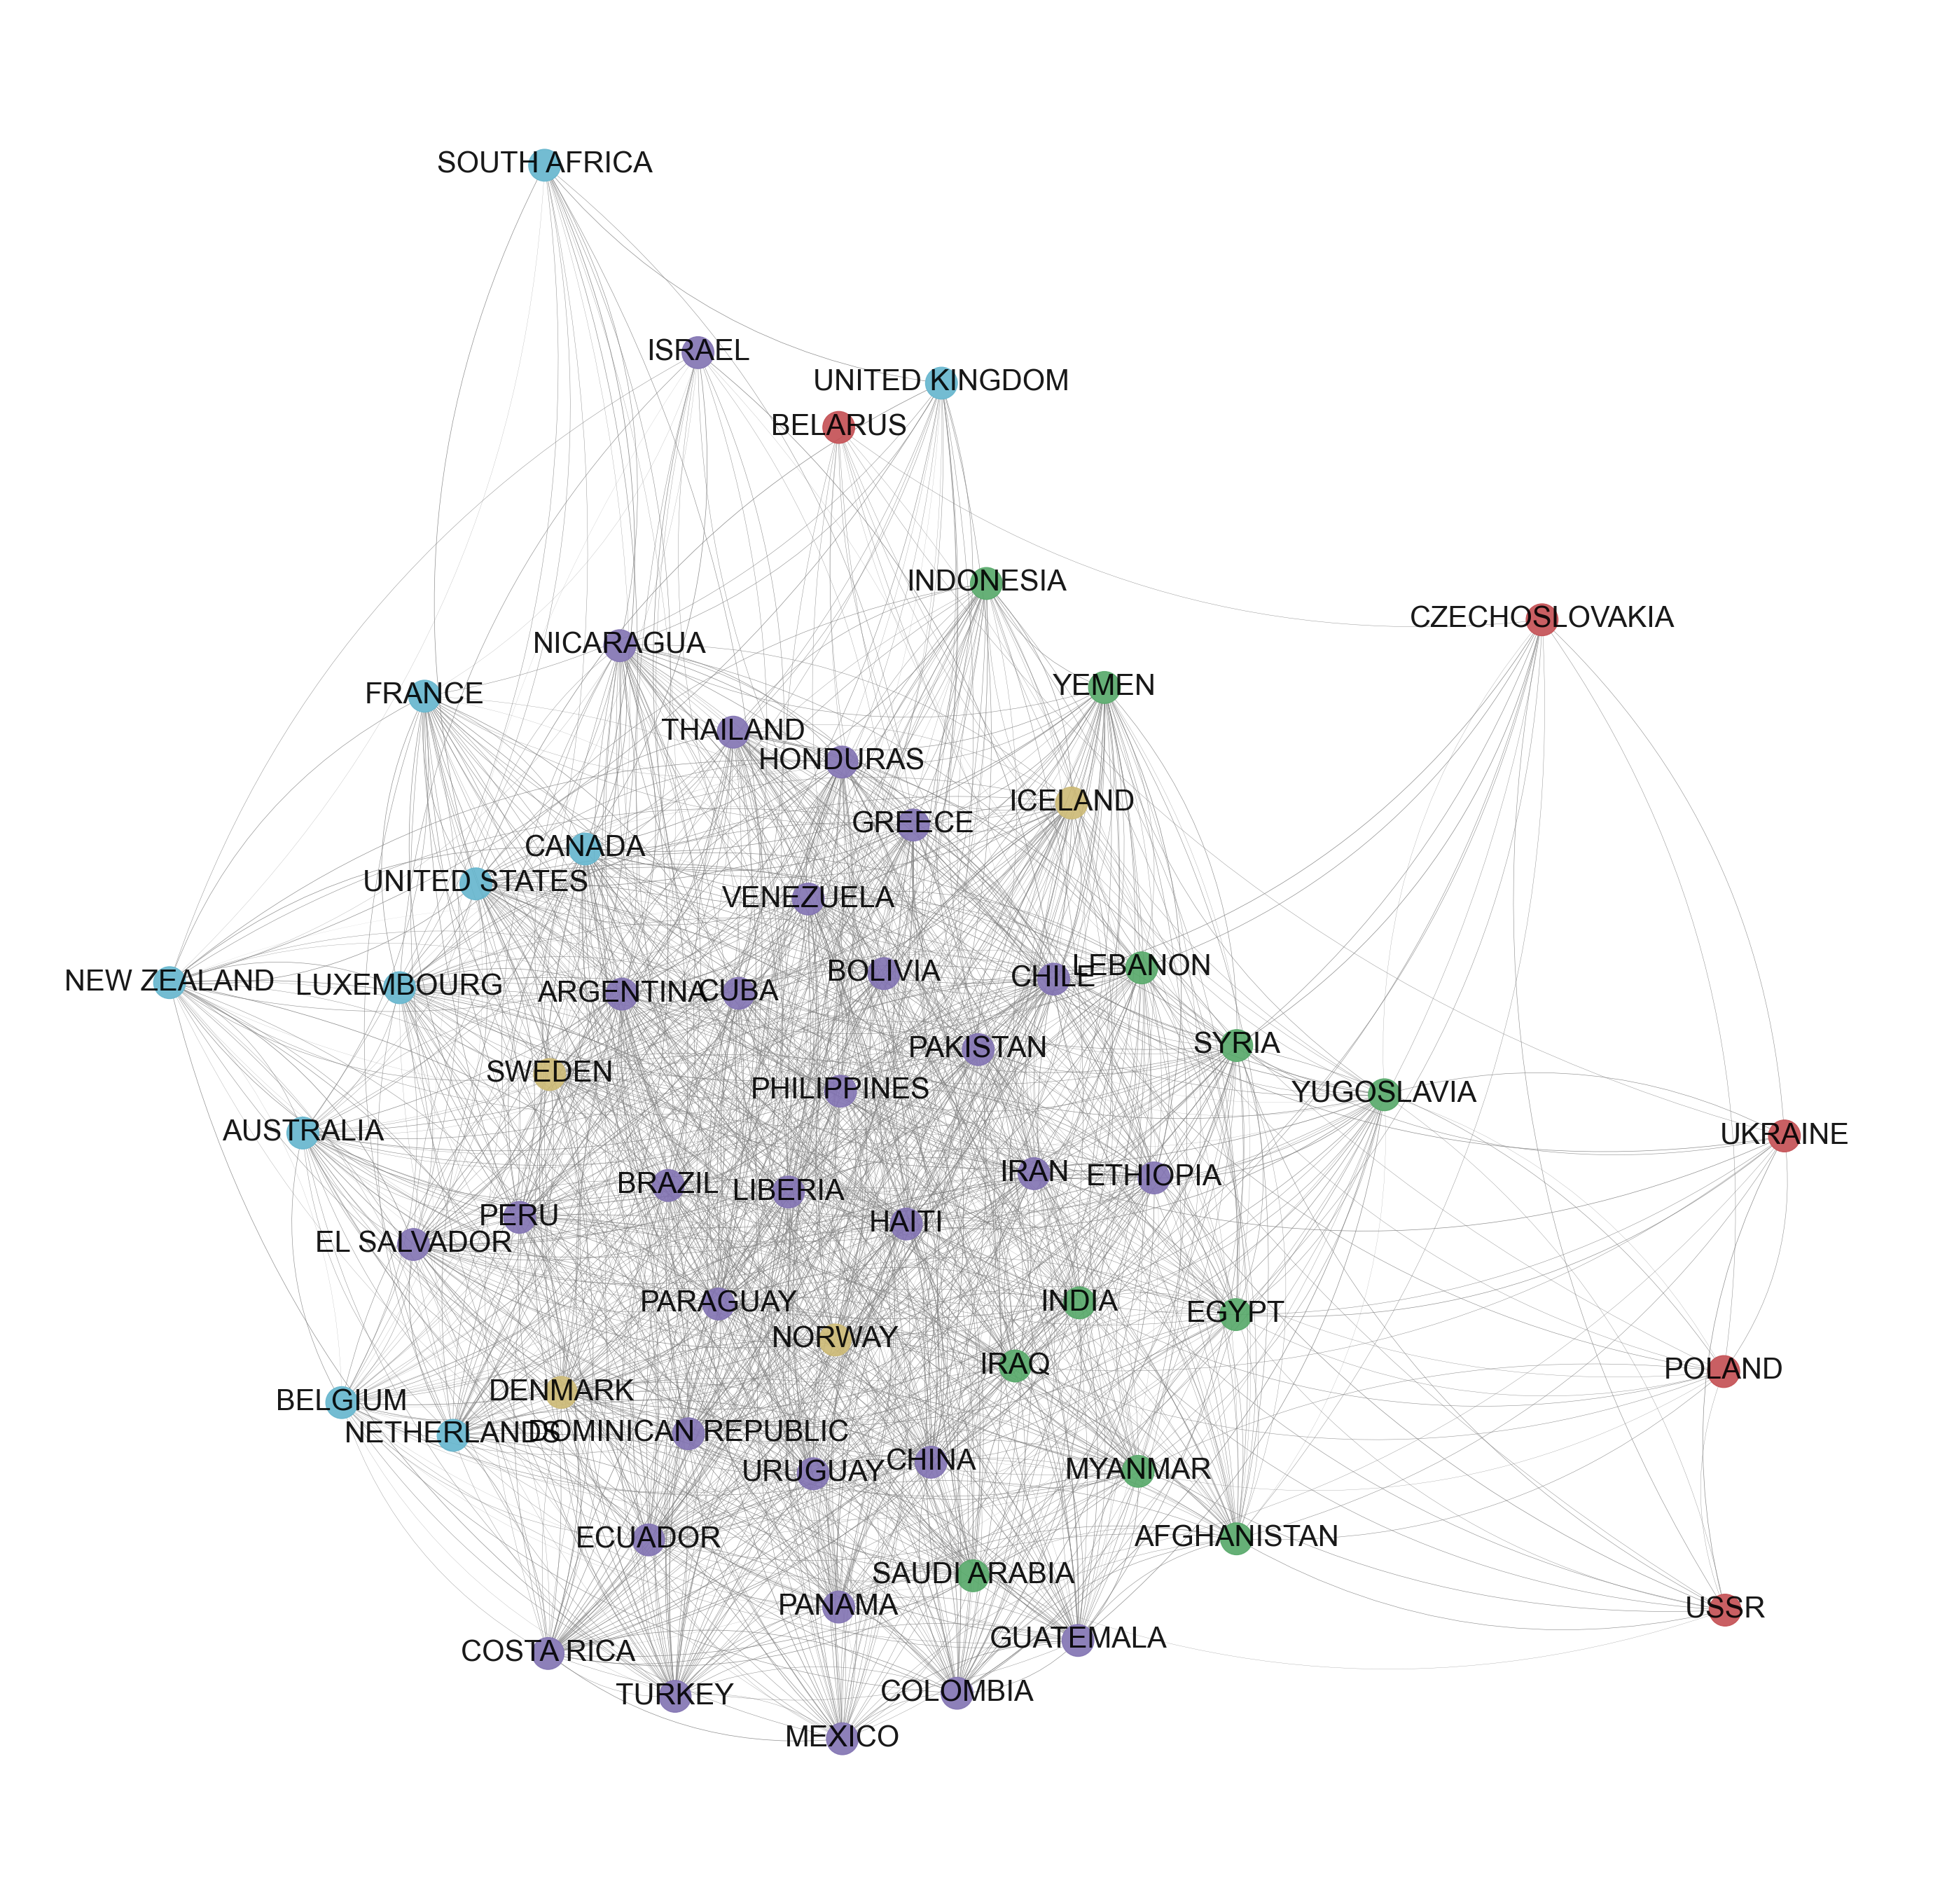 SOUTH AFRICA
ISRAEL
UNITED KINGDOM
BELARUS
INDONESIA
CZECHOSLOVAKIA
NICARAGUA
YEMEN
FRANCE
THAILAND
HONDURAS
ICELAND
GREECE
CANADA
UNITED STATES
VENEZUELA
LEBANON
BOLIVIA
CHILE
NEW ZEALAND
LUXEMBOURG
ARGENTINA
CUBA
PAKISTAN
SYRIA
SWEDEN
PHILIPPINES
YUGOSLAVIA
AUSTRALIA
UKRAINE
IRAN
ETHIOPIA
BRAZIL
LIBERIA
PERU
HAITI
EL SALVADOR
PARAGUAY
INDIA
EGYPT
NORWAY
IRAQ
POLAND
DENMARK
BELGIUM
NETHERLANDS
DOMINICAN REPUBLIC
CHINA
URUGUAY
MYANMAR
ECUADOR
AFGHANISTAN
SAUDI ARABIA
PANAMA
USSR
GUATEMALA
COSTA RICA
COLOMBIA
TURKEY
MEXICO